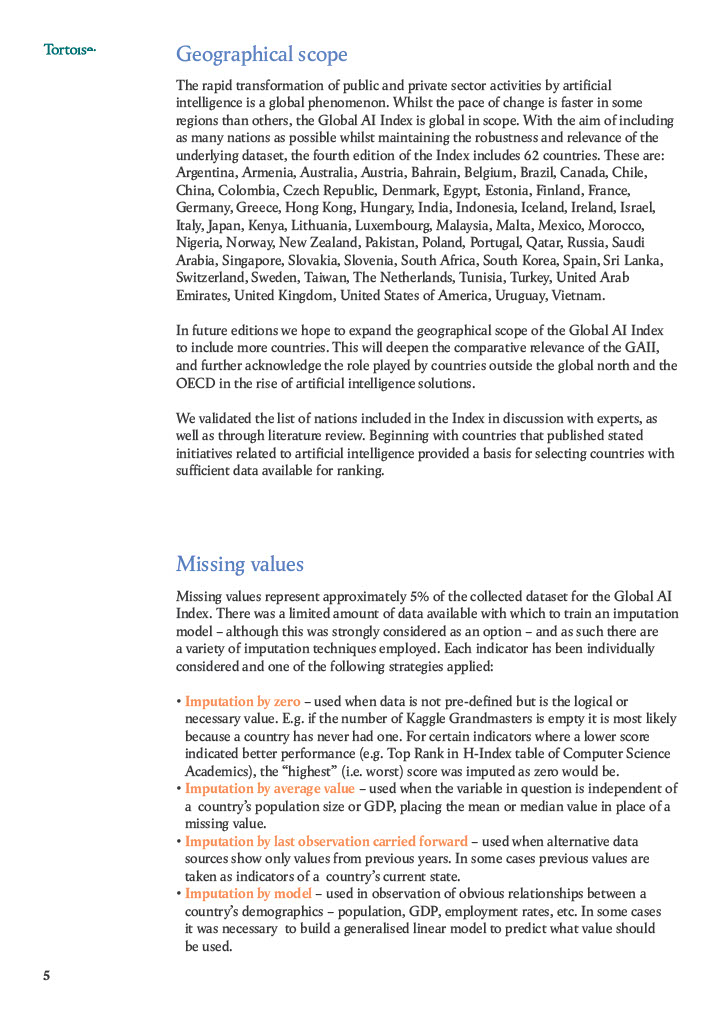 Tortoise
Geographical scope
The rapid transformation of public and private sector activities by artificial
intelligence is a global phenomenon. Whilst the pace of change is faster in some
regions than others, the Global AI Index is global in scope. With the aim of including
as many nations as possible whilst maintaining the robustness and relevance of the
underlying dataset, the fourth edition of the Index includes 62 countries. These are:
Argentina, Armenia, Australia, Austria, Bahrain, Belgium, Brazil, Canada, Chile,
China, Colombia, Czech Republic, Denmark, Egypt, Estonia, Finland, France,
Germany, Greece, Hong Kong, Hungary, India, Indonesia, Iceland, Ireland, Israel,
Italy, Japan, Kenya, Lithuania, Luxembourg, Malaysia, Malta, Mexico, Morocco,
Nigeria, Norway, New Zealand, Pakistan, Poland, Portugal, Qatar, Russia, Saudi
Arabia, Singapore, Slovakia, Slovenia, South Africa, South Korea, Spain, Sri Lanka,
Switzerland, Sweden, Taiwan, The Netherlands, Tunisia, Turkey, United Arab
Emirates, United Kingdom, United States of America, Uruguay, Vietnam.
In future editions we hope to expand the geographical scope of the Global AI Index
to include more countries. This will deepen the comparative relevance of the GAII,
and further acknowledge the role played by countries outside the global north and the
OECD in the rise of artificial intelligence solutions.
We validated the list of nations included in the Index in discussion with experts, as
well as through literature review. Beginning with countries that published stated
initiatives related to artificial intelligence provided a basis for selecting countries with
sufficient data available for ranking.
Missing values
Missing values represent approximately 5% of the collected dataset for the Global AI
Index. There was a limited amount of data available with which to train an imputation
model – although this was strongly considered as an option – and as such there are
a variety of imputation techniques employed. Each indicator has been individually
considered and one of the following strategies applied:
• Imputation by zero – used when data is not pre-defined but is the logical or
necessary value. E.g. if the number of Kaggle Grandmasters is empty it is most likely
because a country has never had one. For certain indicators where a lower score
indicated better performance (e.g. Top Rank in H-Index table of Computer Science
Academics), the “highest” (i.e. worst) score was imputed as zero would be.
• Imputation by average value – used when the variable in question is independent of
a country’s population size or GDP, placing the mean or median value in place of a
missing value.
• Imputation by last observation carried forward – used when alternative data
sources show only values from previous years. In some cases previous values are
taken as indicators of a country’s current state.
• Imputation by model – used in observation of obvious relationships between a
country’s demographics – population, GDP, employment rates, etc. In some cases
it was necessary to build a generalised linear model to predict what value should
be used.
5